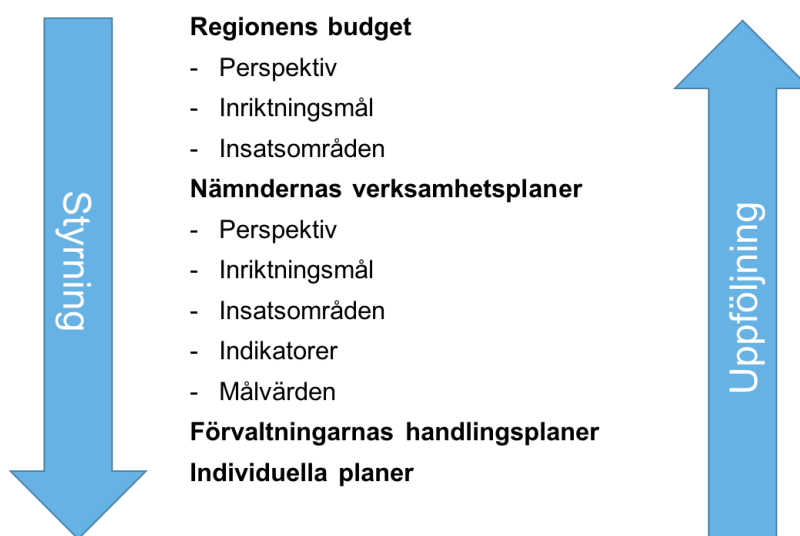 Styrning
Regionens budget
- Perspektiv
- Inriktningsmål
- Insatsområden
Nämndernas verksamhetsplaner
- Perspektiv
- Inriktningsmål
- Insatsområden
- Indikatorer
- Målvärden
Förvaltningarnas handlingsplaner
Individuella planer
Uppföljning